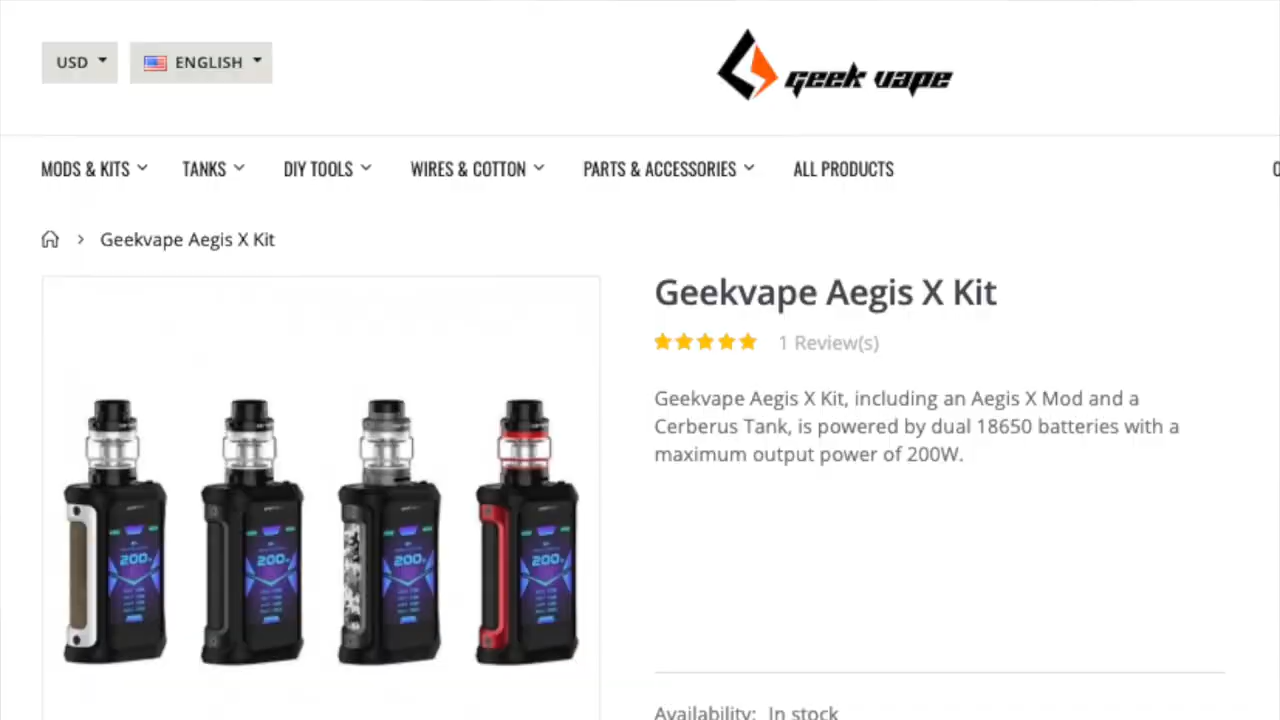 USD
ENGLISH
geek vape
MODS & KITS
TANKS
DIY TOOLS
WIRES & COTTON
PARTS & ACCESSORIES
ALL PRODUCTS
Geekvape Aegis X Kit
Geekvape Aegis X Kit
1 Review(s)
Geekvape Aegis X Kit, including an Aegis X Mod and a
Cerberus Tank, is powered by dual 18650 batteries with a
maximum output power of 200W.
200
200
200
200
Availability: In stock